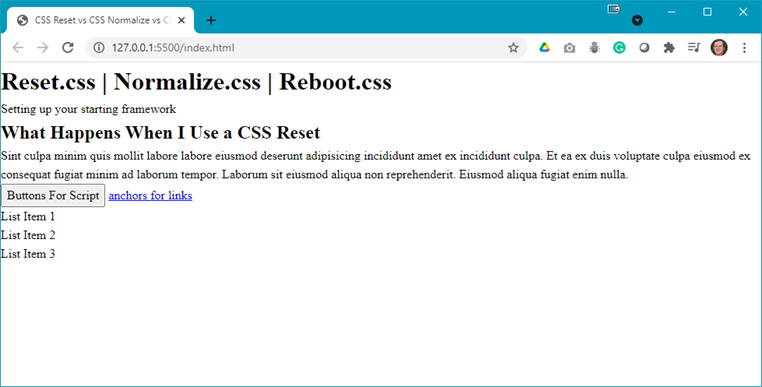 CSS Reset vs CSS Normalize vs C
127.0.0.1:5500/index.html
Reset.css | Normalize.css | Reboot.css
Setting up your starting framework
What Happens When I Use a CSS Reset
Sint culpa minim quis mollit labore labore eiusmod deserunt adipisicing incididunt amet ex incididunt culpa. Et ea ex duis voluptate culpa eiusmod ex
consequat fugiat minim ad laborum tempor. Laborum sit eiusmod aliqua non reprehenderit. Eiusmod aliqua fugiat enim nulla.
Buttons For Script anchors for links
List Item 1
List Item 2
List Item 3